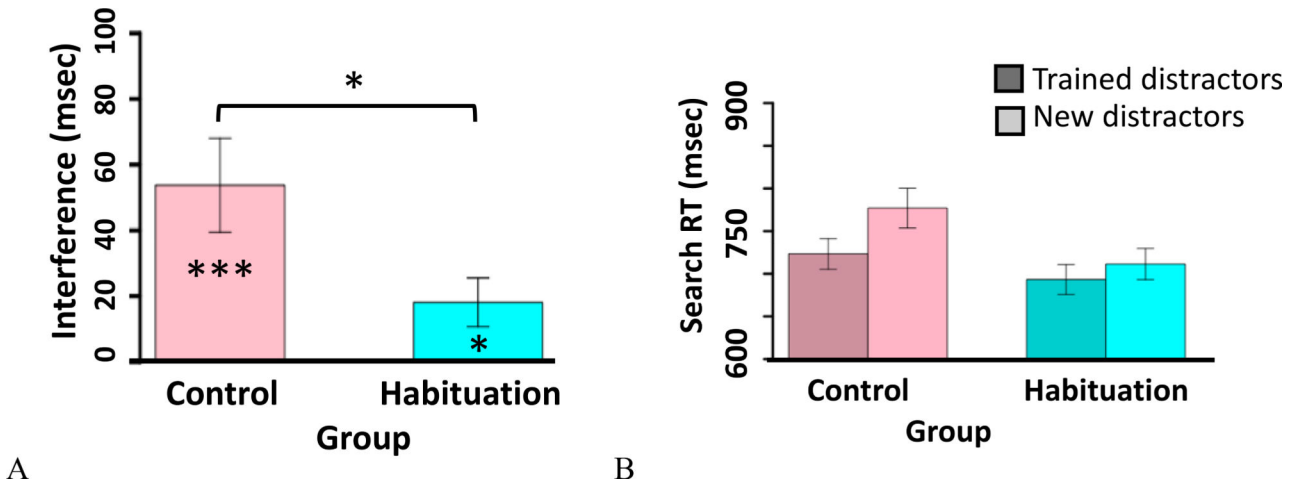 100
80
60
40
20
0
Interference (msec)
*
***
*
Control
Habituation
Group
A
Trained distractors
New distractors
900
750
600
Search RT (msec)
Control
Habituation
Group
B